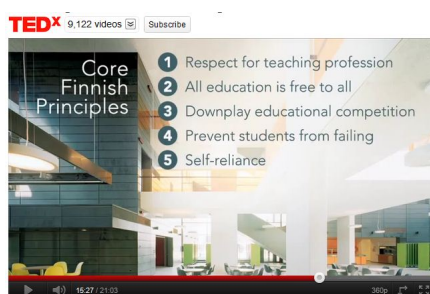 TEDx 9,122 videos Subscribe
Core
Finnish
Principles
1 Respect for teaching profession
2 All education is free to all
3 Downplay educational competition
4 Prevent students from failing
5 Self-reliance
15:27 / 21:03 360p